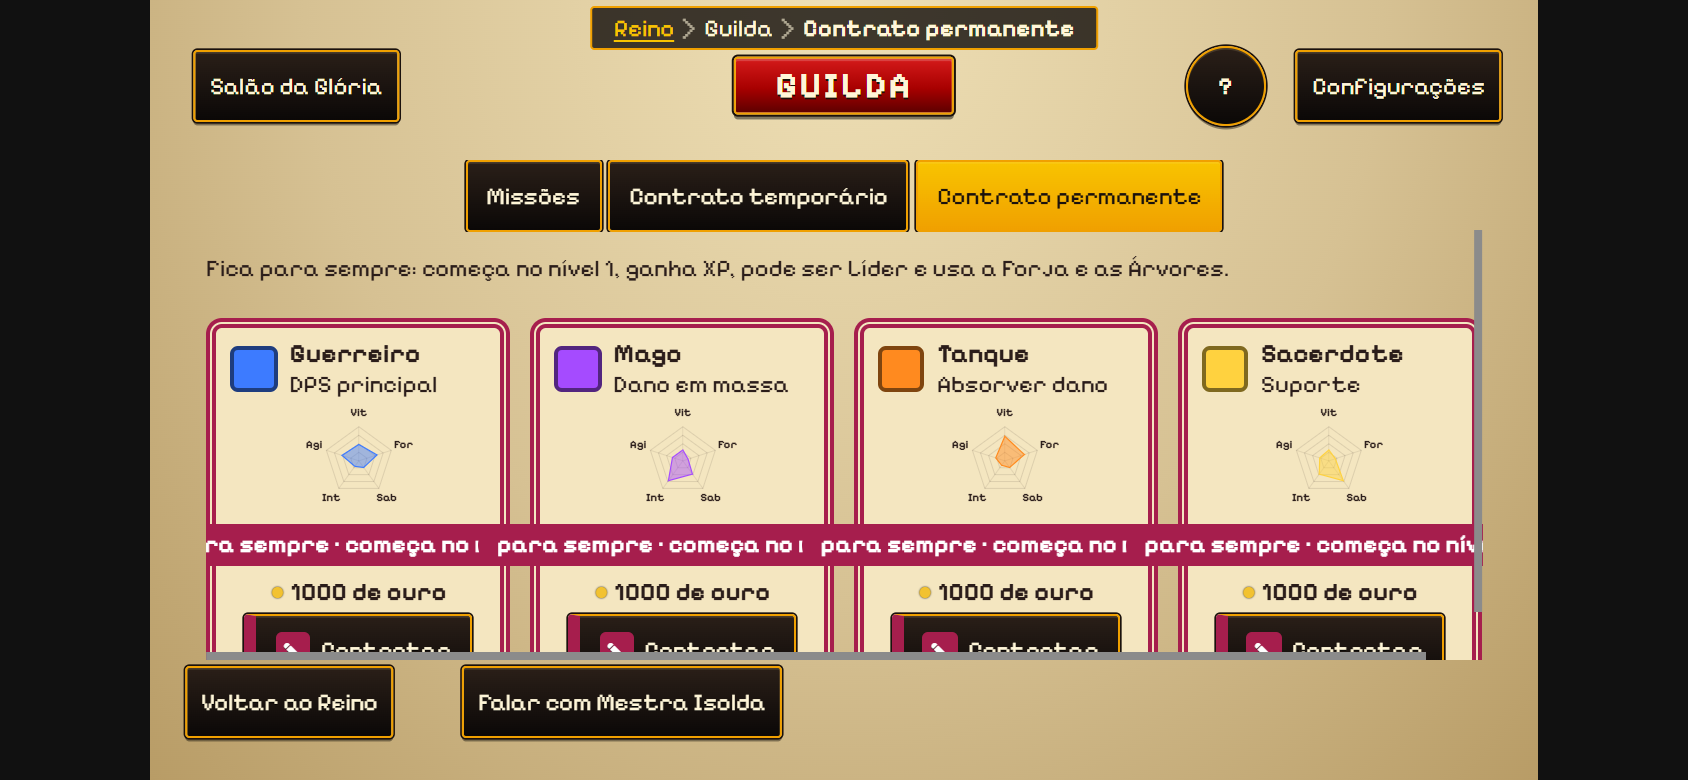 Reino > Guilda > Contrato permanente
Salão da Glória
GUILDA
?
Configurações
Missões
Contrato temporário
Contrato permanente
Fica para sempre: começa no nível 1, ganha XP, pode ser Líder e usa a Forja e as Árvores.
Guerreiro
DPS principal
Vit
Agi
For
Int
Sab
Mago
Dano em massa
Vit
Agi
For
Int
Sab
Tanque
Absorver dano
Vit
Agi
For
Int
Sab
Sacerdote
Suporte
Vit
Agi
For
Int
Sab
ra sempre · começa no
para sempre · começa no
para sempre · começa no
para sempre · começa no nív
1000 de ouro
1000 de ouro
1000 de ouro
1000 de ouro
Voltar ao Reino
Falar com Mestra Isolda